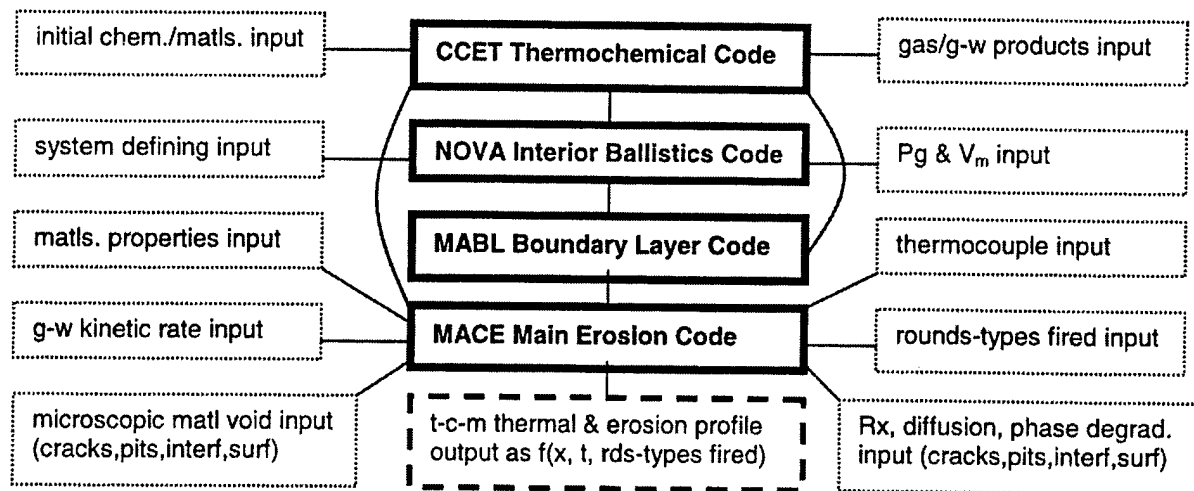 initial chem./matls. input
CCET Thermochemical Code
gas/g-w products input
system defining input
NOVA Interior Ballistics Code
Pg & Vm input
matls. properties input
MABL Boundary Layer Code
thermocouple input
g-w kinetic rate input
MACE Main Erosion Code
rounds-types fired input
microscopic matl void input
(cracks,pits,interf,surf)
t-c-m thermal & erosion profile
output as f(x, t, rds-types fired)
Rx, diffusion, phase degrad.
input (cracks,pits,interf,surf)